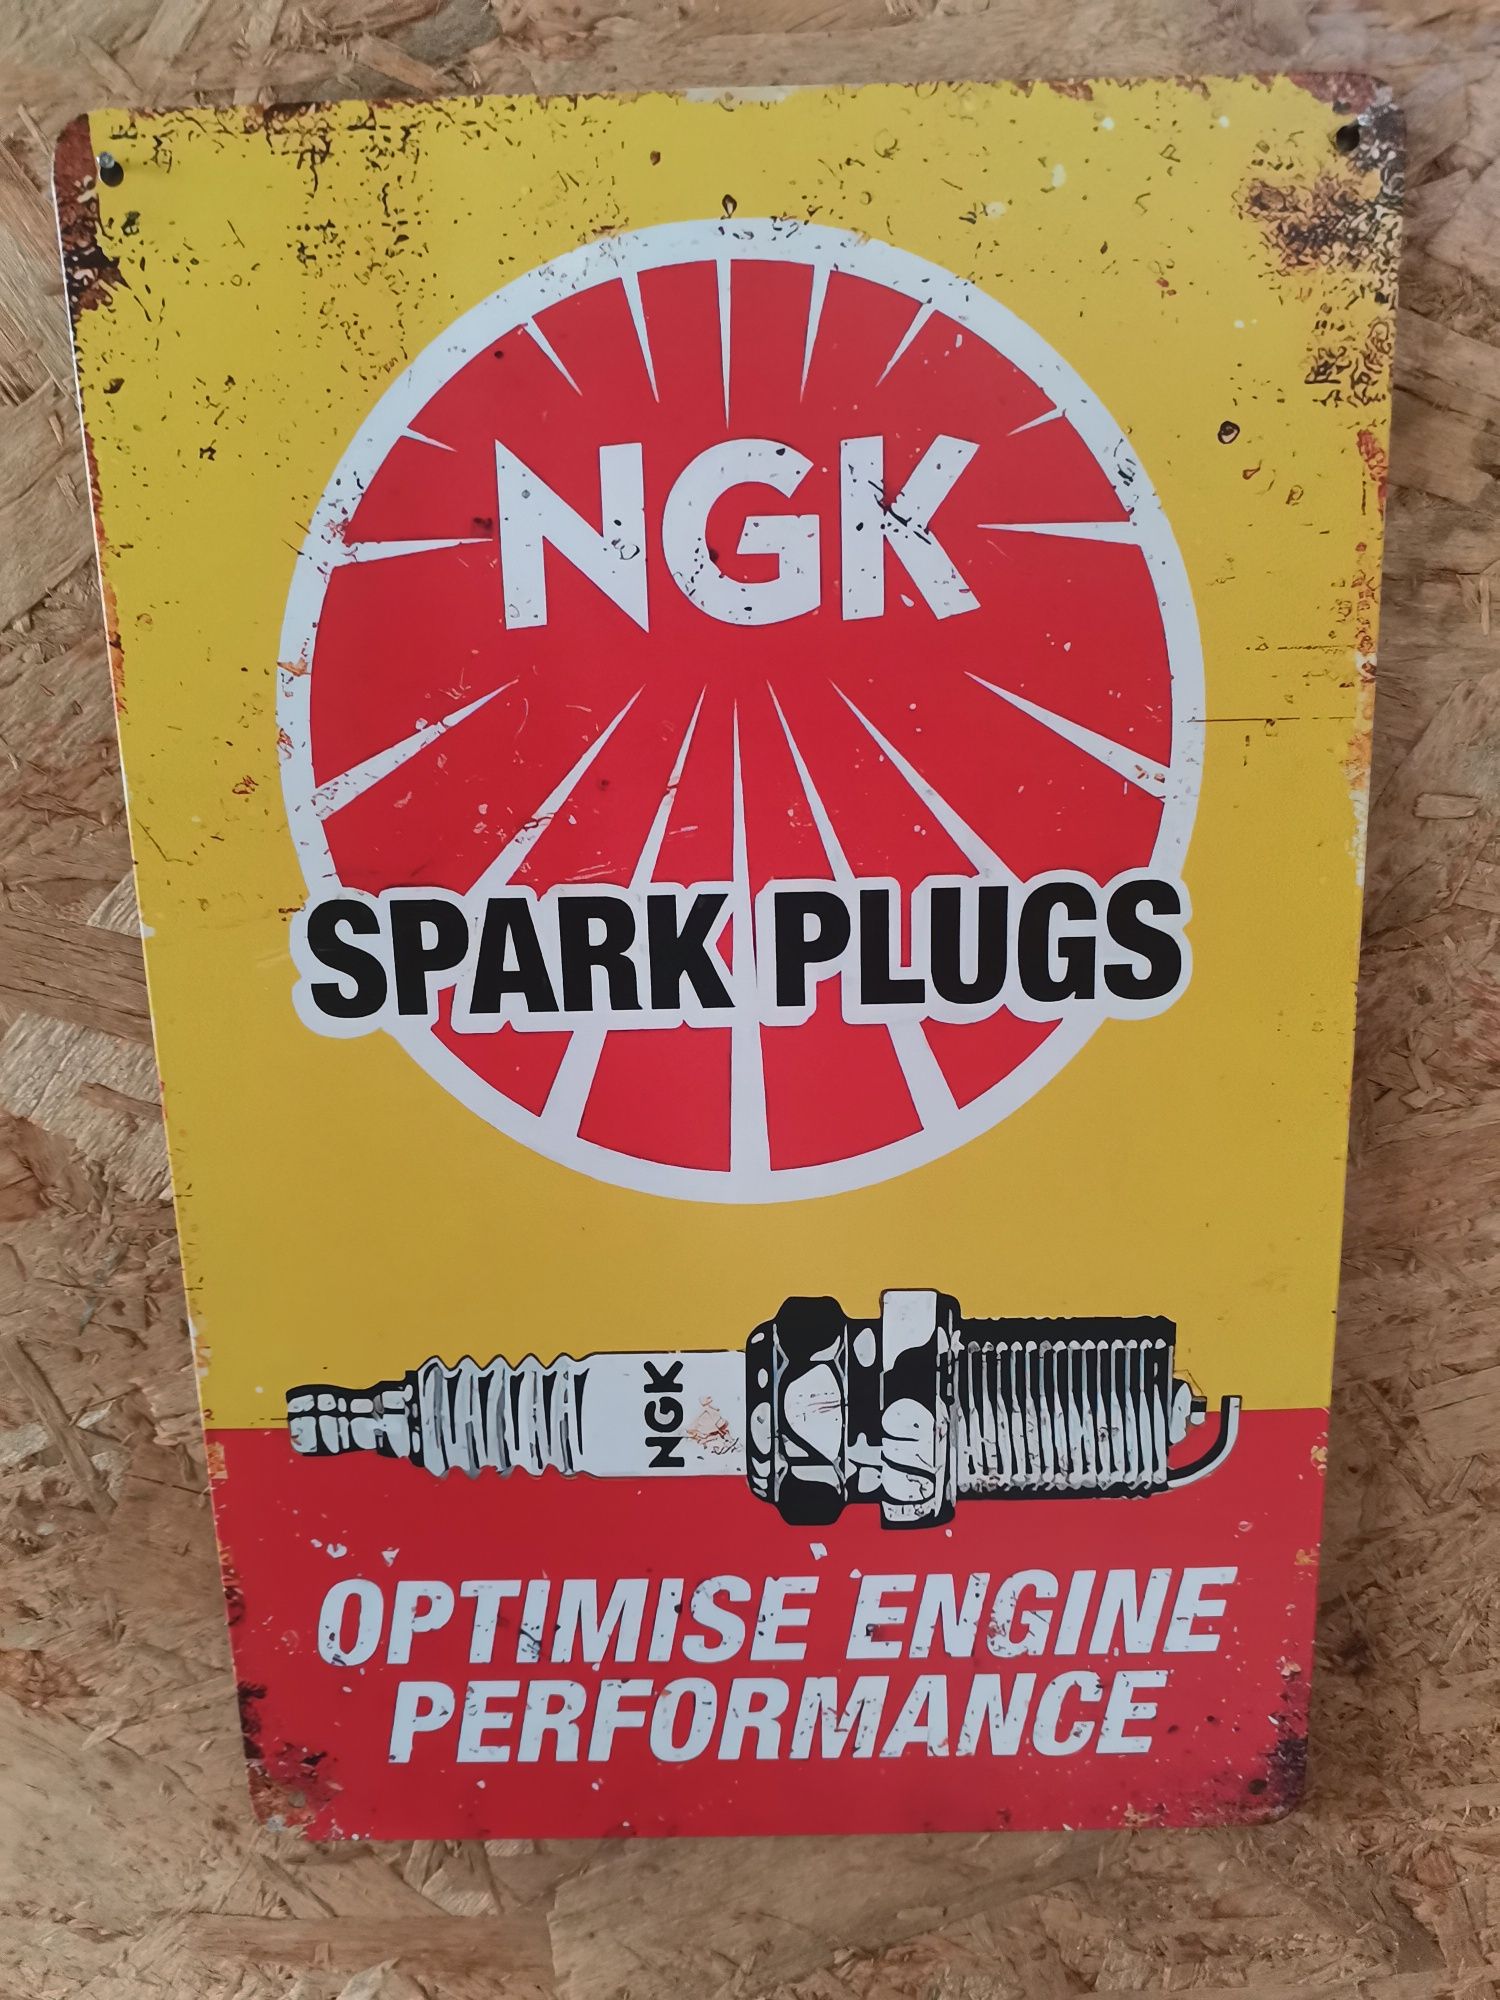 NGK
SPARK PLUGS
NGK
OPTIMISE ENGINE
PERFORMANCE